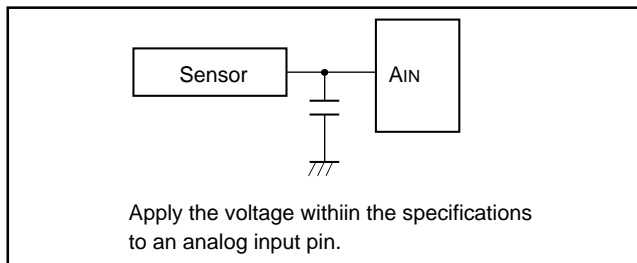 Sensor
AIN
Apply the voltage withiin the specifications
to an analog input pin.